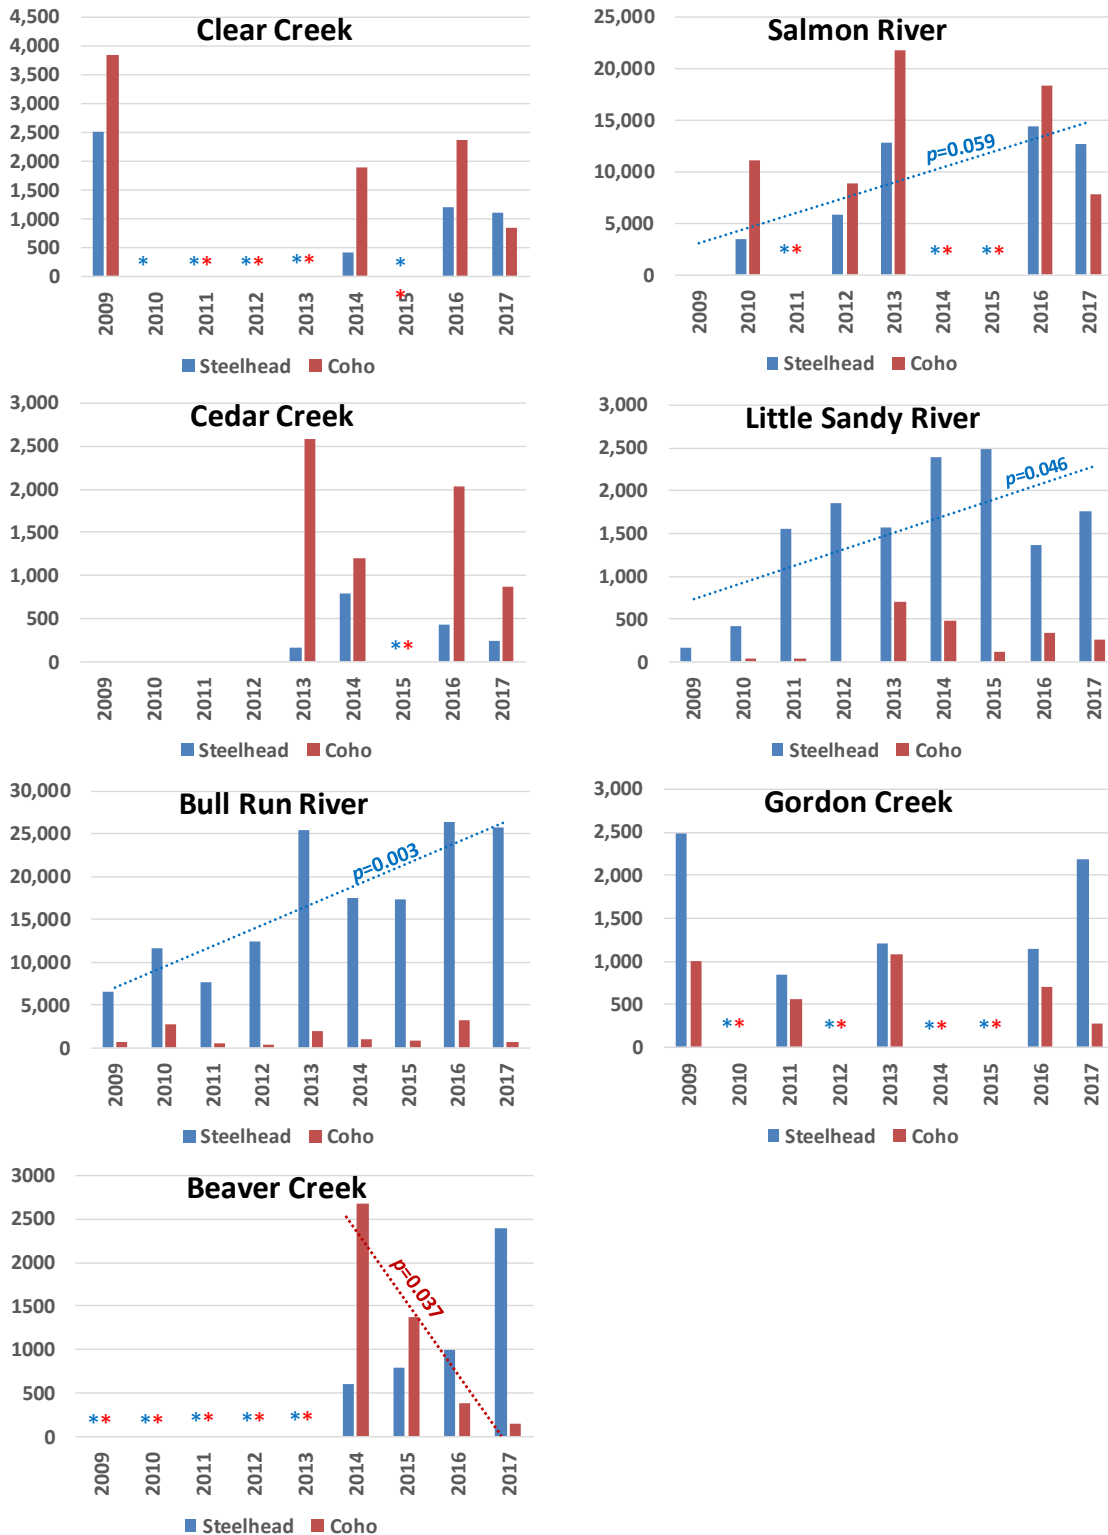 Clear Creek
4,500
4,000
3,500
3,000
2,500
2,000
1,500
1,000
500
0
* ** ** ** * *
2009 2010 2011 2012 2013 2014 2015 2016 2017
Steelhead Coho
Salmon River
25,000
20,000
15,000
10,000
5,000
0
p=0.059
** ** **
2009 2010 2011 2012 2013 2014 2015 2016 2017
Steelhead Coho
Cedar Creek
3,000
2,500
2,000
1,500
1,000
500
0
**
2009 2010 2011 2012 2013 2014 2015 2016 2017
Steelhead Coho
Little Sandy River
3,000
2,500
2,000
1,500
1,000
500
0
p=0.046
2009 2010 2011 2012 2013 2014 2015 2016 2017
Steelhead Coho
Bull Run River
30,000
25,000
20,000
15,000
10,000
5,000
0
p=0.003
2009 2010 2011 2012 2013 2014 2015 2016 2017
Steelhead Coho
Gordon Creek
3,000
2,500
2,000
1,500
1,000
500
0
** ** ** **
2009 2010 2011 2012 2013 2014 2015 2016 2017
Steelhead Coho
Beaver Creek
3000
2500
2000
1500
1000
500
0
p=0.037
** ** ** ** **
2009 2010 2011 2012 2013 2014 2015 2016 2017
Steelhead Coho